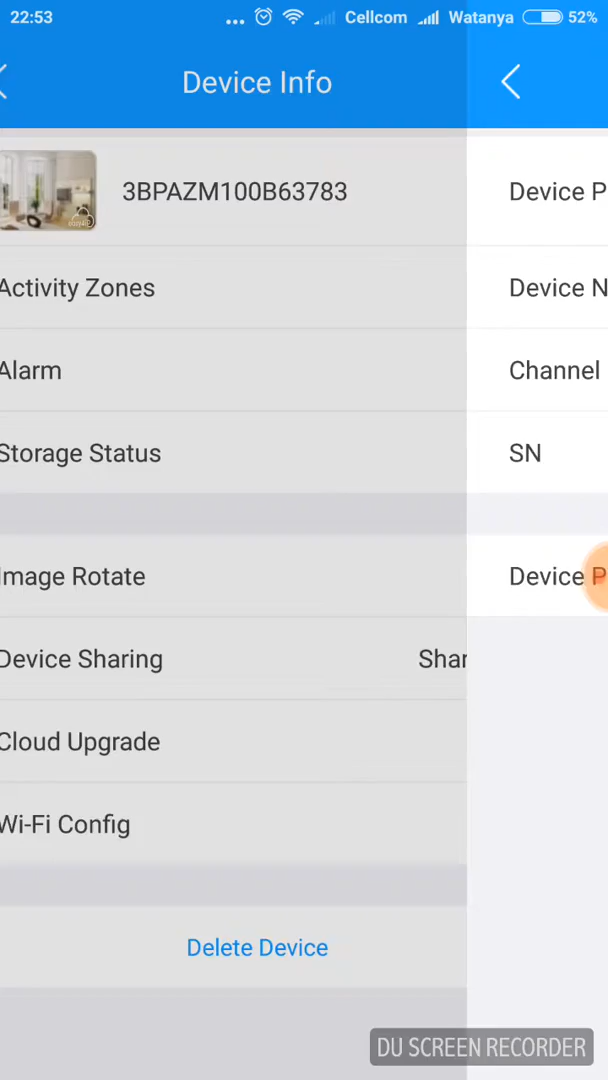 22:53 ... Cellcom Watanya 52%
Device Info
3BPAZM100B63783
Activity Zones
Alarm
Storage Status
Image Rotate
Device Sharing Shar
Cloud Upgrade
Wi-Fi Config
Delete Device
Device P
Device N
Channel
SN
Device P
DU SCREEN RECORDER